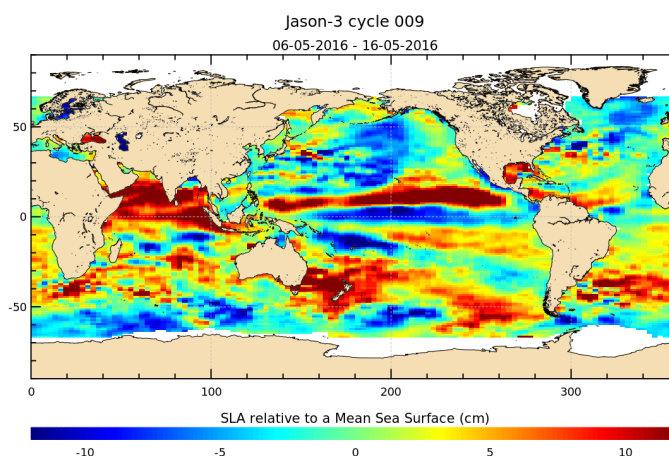 Jason-3 cycle 009
06-05-2016 - 16-05-2016
50
0
-50
0 100 200 300
SLA relative to a Mean Sea Surface (cm)
-10 -5 0 5 10